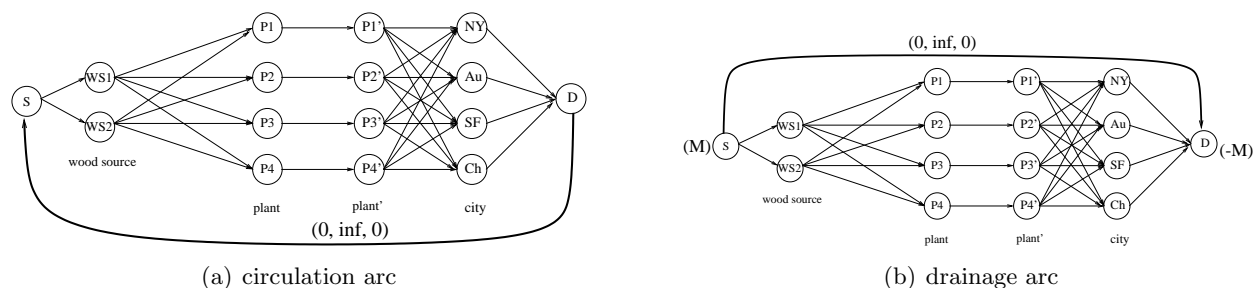 P1 P1' NY
WS1 P2 P2' Au
S D
WS2 P3 P3' SF
wood source
P4 P4' Ch
plant plant' city
(0, inf, 0)
(a) circulation arc
(0, inf, 0)
P1 P1' NY
WS1 P2 P2' Au
(M) S D (-M)
WS2 P3 P3' SF
wood source P4 P4' Ch
plant plant' city
(b) drainage arc